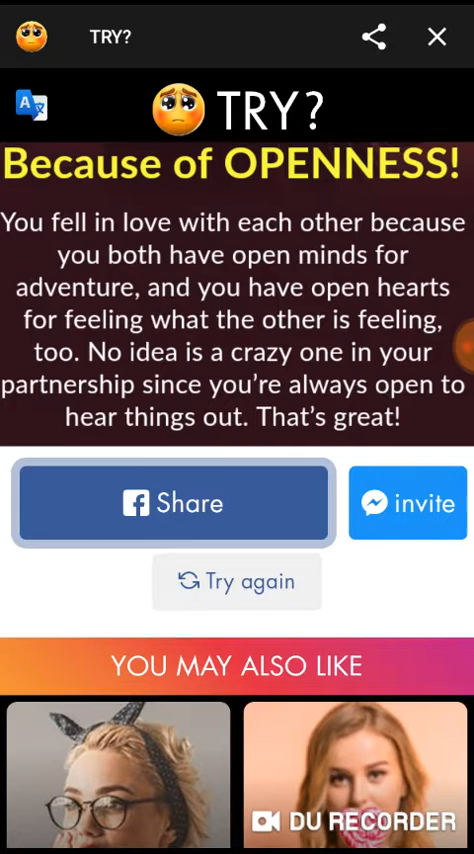 TRY?
TRY?
Because of OPENNESS!
You fell in love with each other because
you both have open minds for
adventure, and you have open hearts
for feeling what the other is feeling,
too. No idea is a crazy one in your
partnership since you’re always open to
hear things out. That’s great!
Share
invite
Try again
YOU MAY ALSO LIKE
DU RECORDER